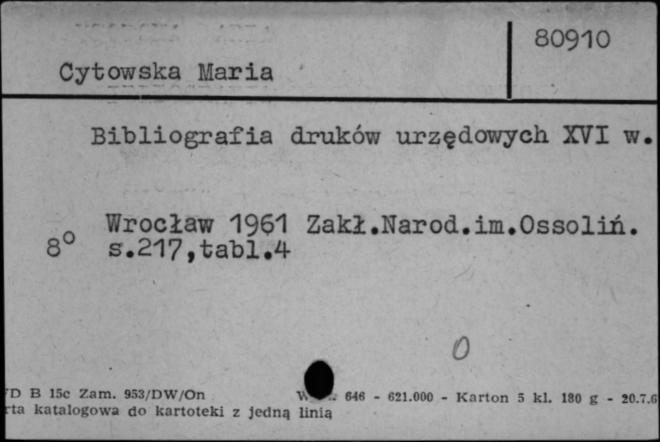 80910
Cytowska Maria
Bibliografia druków urzędowych XVI w.
Wrocław 1961 Zakł.Narod.im.Ossoliń.
8° s.217,tabl.4
0
D B 15c Zam. 953/DW/On 646 - 621.000 - Karton 5 kl. 180 g - 20.7.6
rta katalogowa do kartoteki z jedną linią